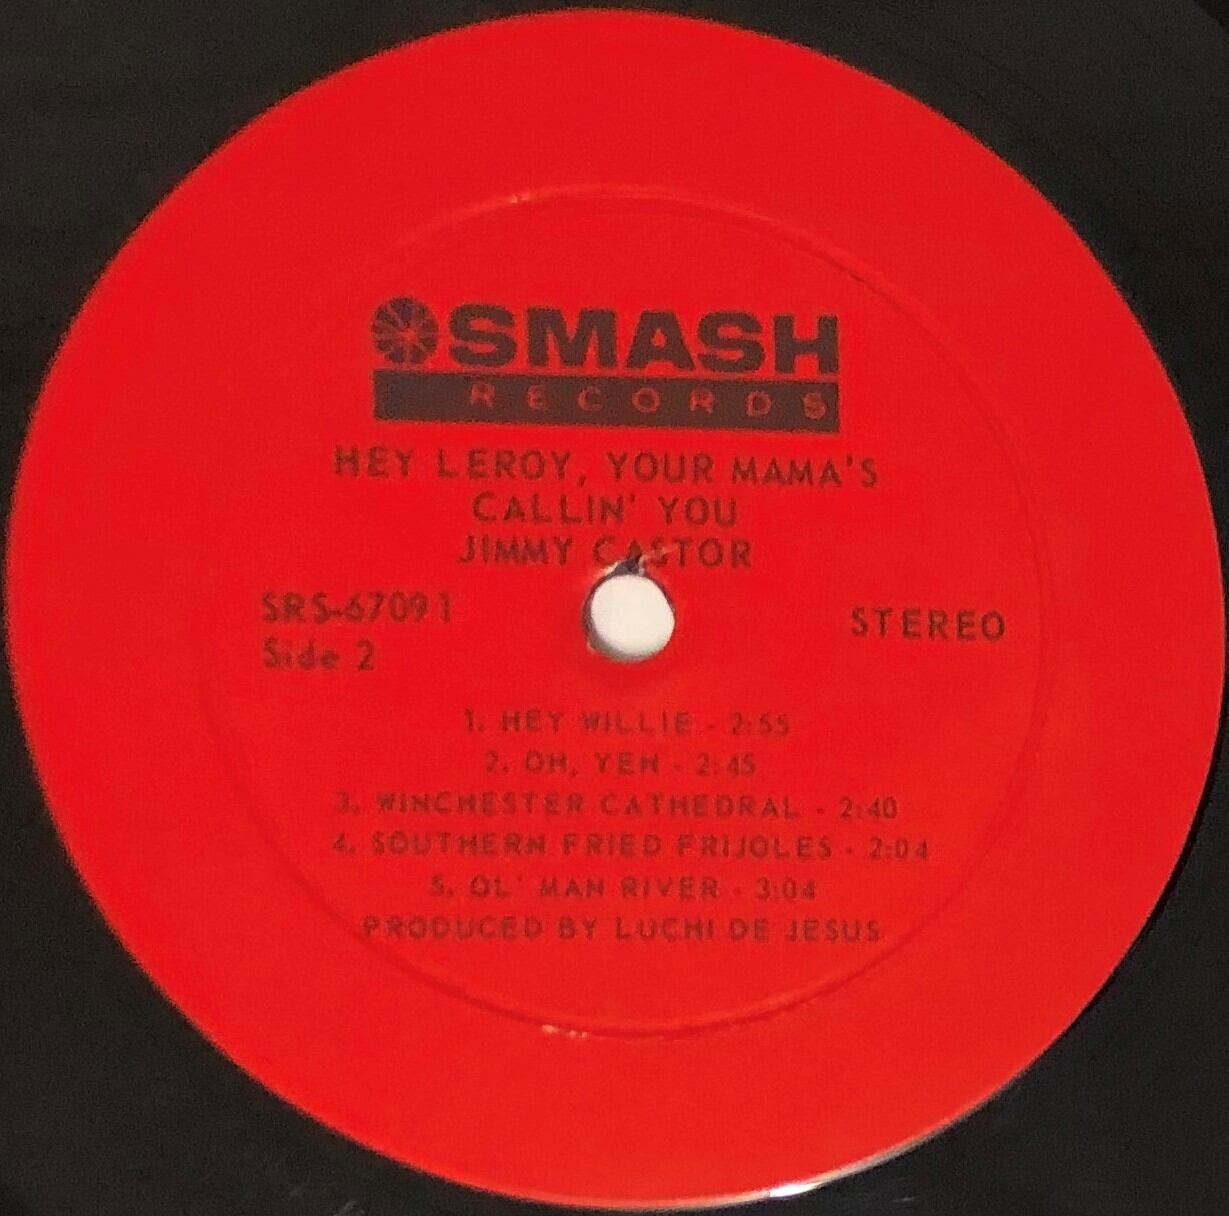 SMASH
RECORDS
HEY LEROY, YOUR MAMA'S
CALLIN' YOU
JIMMY CASTOR
SRS-67091
STEREO
Side 2
1. HEY WILLIE - 2:55
2. OH, YEH - 2:45
3. WINCHESTER CATHEDRAL - 2:40
4. SOUTHERN FRIED FRIJOLES - 2:04
5. OL' MAN RIVER - 3:04
PRODUCED BY LUCHI DE JESUS